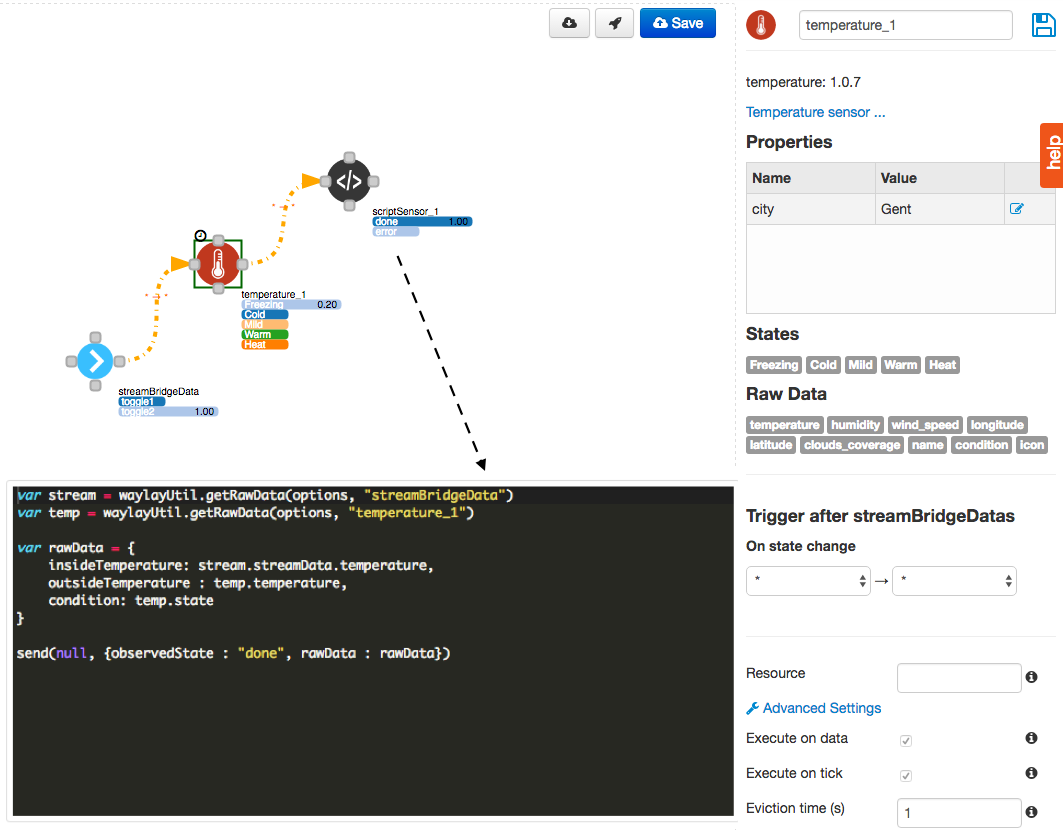 Save
temperature_1
temperature: 1.0.7
Temperature sensor ...
help
Properties
Name Value
city Gent
States
Freezing Cold Mild Warm Heat
Raw Data
temperature humidity wind_speed longitude
latitude clouds_coverage name condition icon
Trigger after streamBridgeDatas
On state change
* → *
Resource
Advanced Settings
Execute on data
Execute on tick
Eviction time (s) 1
</>
scriptSensor_1
done 1.00
error
temperature_1
Freezing 0.20
Cold
Mild
Warm
Heat
streamBridgeData
toggle1
toggle2 1.00
var stream = waylayUtil.getRawData(options, "streamBridgeData")
var temp = waylayUtil.getRawData(options, "temperature_1")
var rawData = {
insideTemperature: stream.streamData.temperature,
outsideTemperature : temp.temperature,
condition: temp.state
}
send(null, {observedState : "done", rawData : rawData})